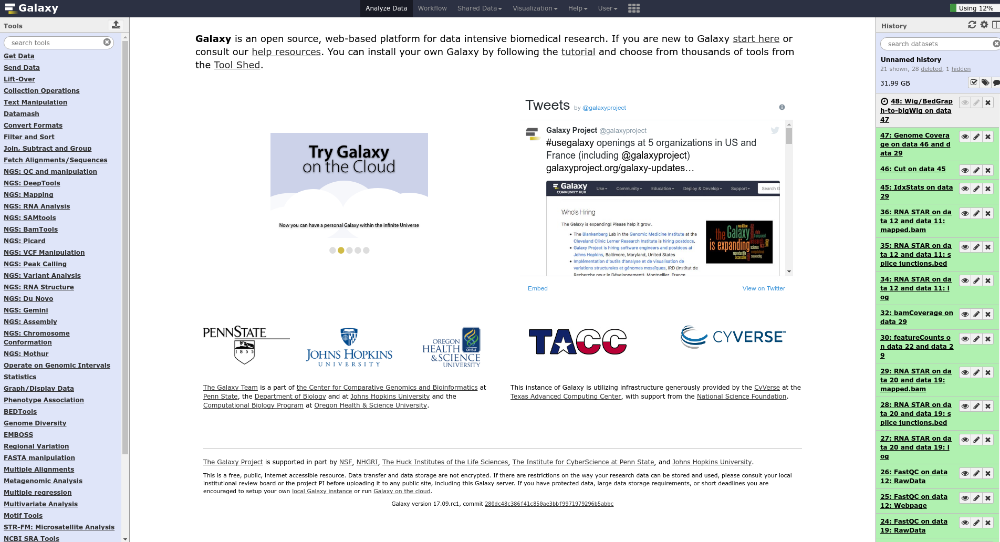 Galaxy
Analyze Data
Workflow
Shared Data
Visualization
Help
User
Using 12%
Tools
search tools
Get Data
Send Data
Lift-Over
Collection Operations
Text Manipulation
Datamash
Convert Formats
Filter and Sort
Join, Subtract and Group
Fetch Alignments/Sequences
NGS: QC and manipulation
NGS: DeepTools
NGS: Mapping
NGS: RNA Analysis
NGS: SAMtools
NGS: BamTools
NGS: Picard
NGS: VCF Manipulation
NGS: Peak Calling
NGS: Variant Analysis
NGS: RNA Structure
NGS: Du Novo
NGS: Gemini
NGS: Assembly
NGS: Chromosome
Conformation
NGS: Mothur
Operate on Genomic Intervals
Statistics
Graph/Display Data
Phenotype Association
BEDTools
Genome Diversity
EMBOSS
Regional Variation
FASTA manipulation
Multiple Alignments
Metagenomic Analysis
Multiple regression
Multivariate Analysis
Motif Tools
STR-FM: Microsatellite Analysis
NCBI SRA Tools
Galaxy is an open source, web-based platform for data intensive biomedical research. If you are new to Galaxy start here or
consult our help resources. You can install your own Galaxy by following the tutorial and choose from thousands of tools from
the Tool Shed.
Try Galaxy
on the Cloud
Now you can have a personal Galaxy within the infinite Universe
Tweets by @galaxyproject
Galaxy Project @galaxyproject
#usegalaxy openings at 5 organizations in US and
France (including @galaxyproject)
galaxyproject.org/galaxy-updates…
Galaxy
COMMUNITY HUB
Use
Community
Education
Deploy & Develop
Support
Search G
Who's Hiring
The Galaxy is expanding! Please help it grow.
The Blankenberg Lab in the Genomic Medicine Institute at the
Cleveland Clinic Lerner Research Institute is hiring postdocs.
Galaxy Project is hiring software engineers and postdocs at
Johns Hopkins, Baltimore, Maryland, United States
Implémentation d'outils d'analyse et de visualisation de
variations structurales et génomes mosaïques, IRD (Institut de
Recherche pour le Développement), Montpellier, France
the Galaxy
is expanding
Embed
View on Twitter
PENNSTATE
1855
JOHNS HOPKINS
UNIVERSITY
OREGON
HEALTH
& SCIENCE
UNIVERSITY
OHSU
TACC
CYVERSE™
The Galaxy Team is a part of the Center for Comparative Genomics and Bioinformatics at
Penn State, the Department of Biology and at Johns Hopkins University and the
Computational Biology Program at Oregon Health & Science University.
This instance of Galaxy is utilizing infrastructure generously provided by the CyVerse at the
Texas Advanced Computing Center, with support from the National Science Foundation.
The Galaxy Project is supported in part by NSF, NHGRI, The Huck Institutes of the Life Sciences, The Institute for CyberScience at Penn State, and Johns Hopkins University.
This is a free, public, internet accessible resource. Data transfer and data storage are not encrypted. If there are restrictions on the way your research data can be stored and used, please consult your local
institutional review board or the project PI before uploading it to any public site, including this Galaxy server. If you have protected data, large data storage requirements, or short deadlines you are
encouraged to setup your own local Galaxy instance or run Galaxy on the cloud.
Galaxy version 17.09.rc1, commit 280dc48c386f41c850ae3bbf9971979296b5abbc
History
search datasets
Unnamed history
21 shown, 28 deleted, 1 hidden
31.99 GB
48: Wig/BedGrap
h-to-bigWig on data
47
47: Genome Covera
ge on data 46 and d
ata 29
46: Cut on data 45
45: IdxStats on data
29
36: RNA STAR on da
ta 12 and data 11:
mapped.bam
35: RNA STAR on da
ta 12 and data 11: s
plice junctions.bed
34: RNA STAR on da
ta 12 and data 11: l
og
32: bamCoverage on
data 29
30: featureCounts o
n data 22 and data 2
9
29: RNA STAR on da
ta 20 and data 19:
mapped.bam
28: RNA STAR on da
ta 20 and data 19: s
plice junctions.bed
27: RNA STAR on da
ta 20 and data 19: l
og
26: FastQC on data
12: RawData
25: FastQC on data
12: Webpage
24: FastQC on data
19: RawData